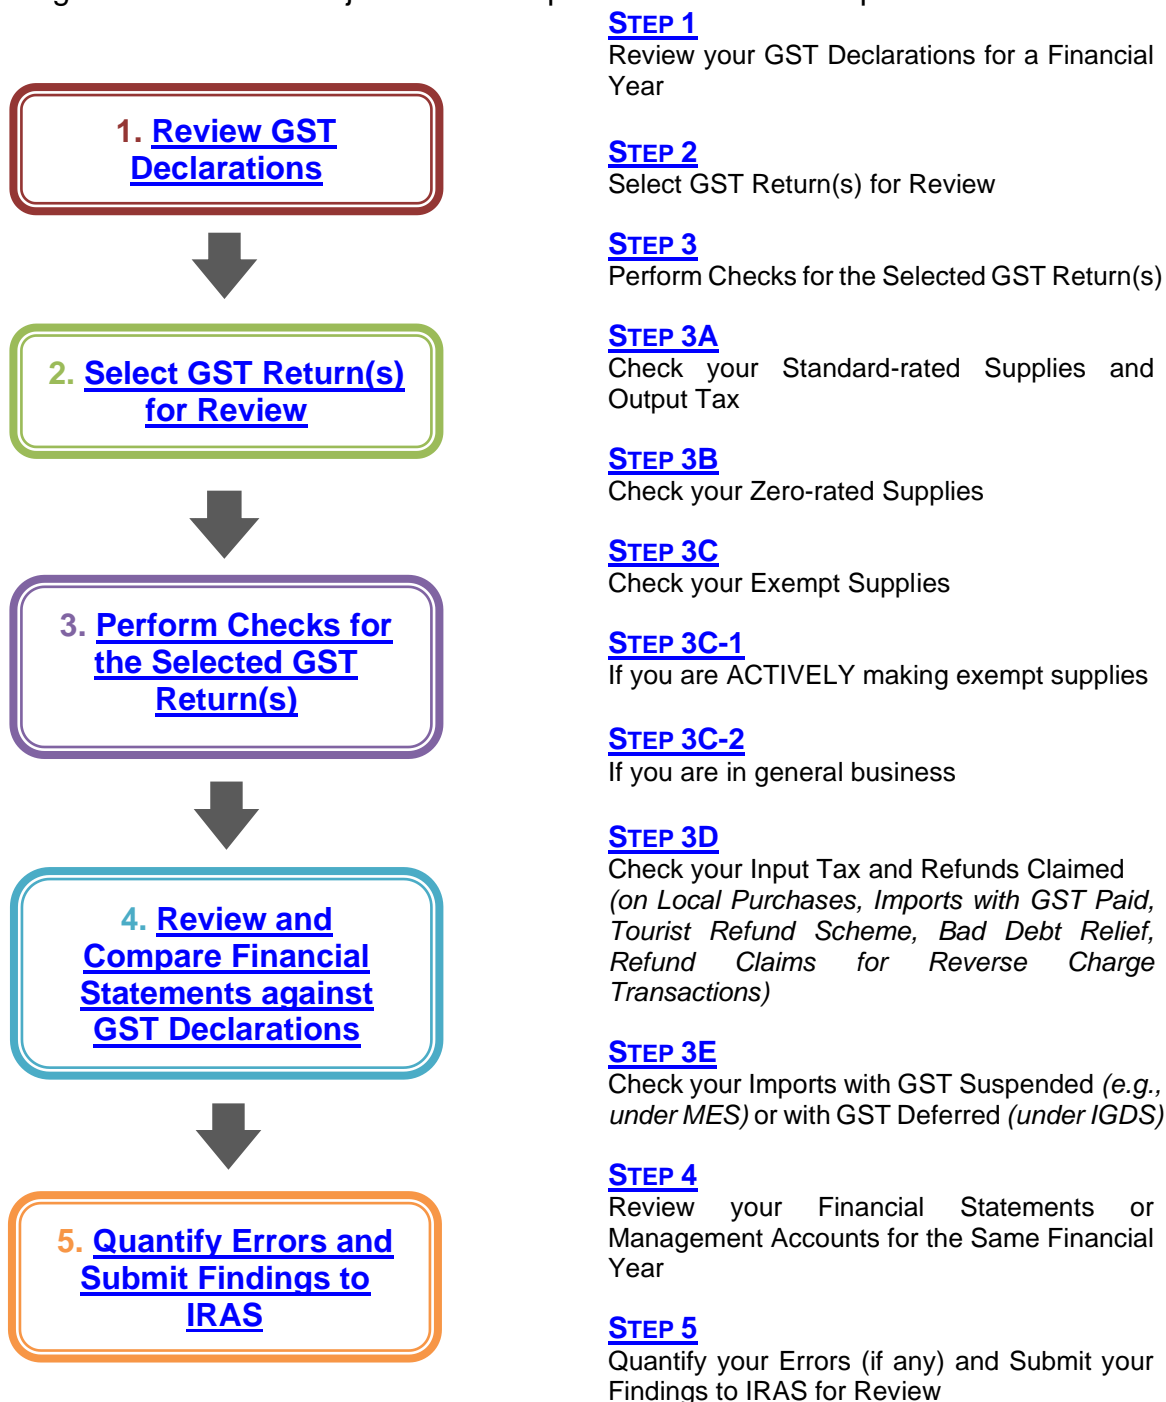 1. Review GST
Declarations
2. Select GST Return(s)
for Review
3. Perform Checks for
the Selected GST
Return(s)
4. Review and
Compare Financial
Statements against
GST Declarations
5. Quantify Errors and
Submit Findings to
IRAS
STEP 1
Review your GST Declarations for a Financial
Year
STEP 2
Select GST Return(s) for Review
STEP 3
Perform Checks for the Selected GST Return(s)
STEP 3A
Check your Standard-rated Supplies and
Output Tax
STEP 3B
Check your Zero-rated Supplies
STEP 3C
Check your Exempt Supplies
STEP 3C-1
If you are ACTIVELY making exempt supplies
STEP 3C-2
If you are in general business
STEP 3D
Check your Input Tax and Refunds Claimed
(on Local Purchases, Imports with GST Paid,
Tourist Refund Scheme, Bad Debt Relief,
Refund Claims for Reverse Charge
Transactions)
STEP 3E
Check your Imports with GST Suspended (e.g.,
under MES) or with GST Deferred (under IGDS)
STEP 4
Review your Financial Statements or
Management Accounts for the Same Financial
Year
STEP 5
Quantify your Errors (if any) and Submit your
Findings to IRAS for Review